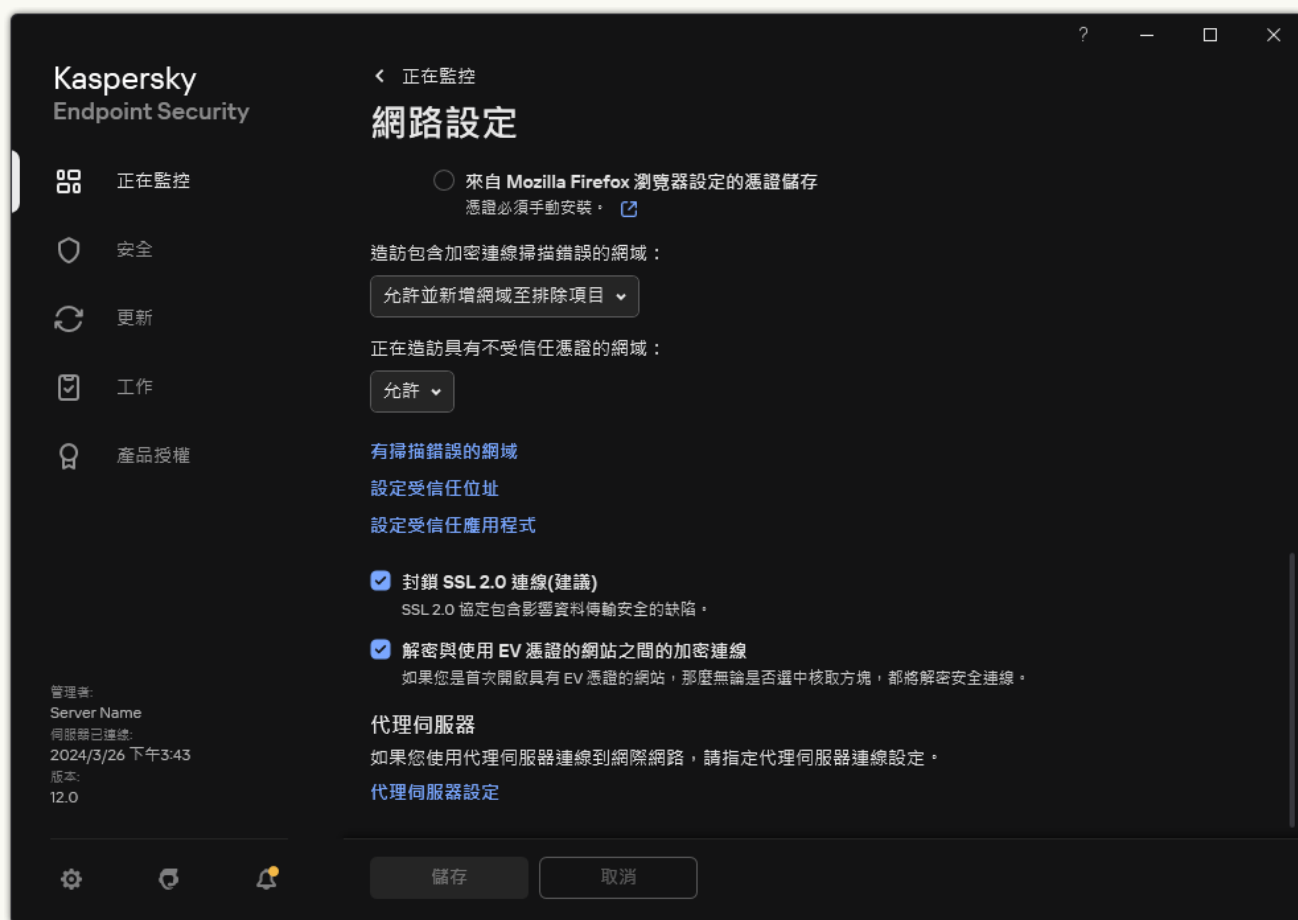 Kaspersky
Endpoint Security
正在監控
安全
更新
工作
產品授權
管理者:
Server Name
伺服器已連線:
2024/3/26 下午3:43
版本:
12.0
?
正在監控
網路設定
來自 Mozilla Firefox 瀏覽器設定的憑證儲存
憑證必須手動安裝。
造訪包含加密連線掃描錯誤的網域：
允許並新增網域至排除項目
正在造訪具有不受信任憑證的網域：
允許
有掃描錯誤的網域
設定受信任位址
設定受信任應用程式
封鎖 SSL 2.0 連線(建議)
SSL 2.0 協定包含影響資料傳輸安全的缺陷。
解密與使用 EV 憑證的網站之間的加密連線
如果您是首次開啟具有 EV 憑證的網站，那麼無論是否選中核取方塊，都將解密安全連線。
代理伺服器
如果您使用代理伺服器連線到網際網路，請指定代理伺服器連線設定。
代理伺服器設定
儲存
取消